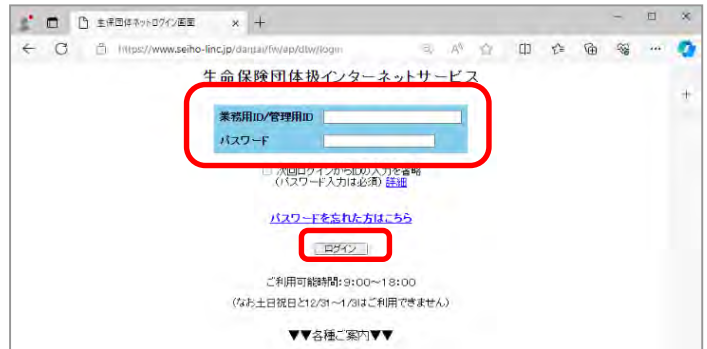 生保団体ネットログイン画面
https://www.seiho-linc.jp/dantai/fw/ap/dtw/login
生命保険団体扱インターネットサービス
業務用ID/管理用ID
パスワード
次回ログインからIDの入力を省略
(パスワード入力は必須) 詳細
パスワードを忘れた方はこちら
ログイン
ご利用可能時間:9:00~18:00
(なお土日祝日と12/31~1/3はご利用できません)
▼▼各種ご案内▼▼